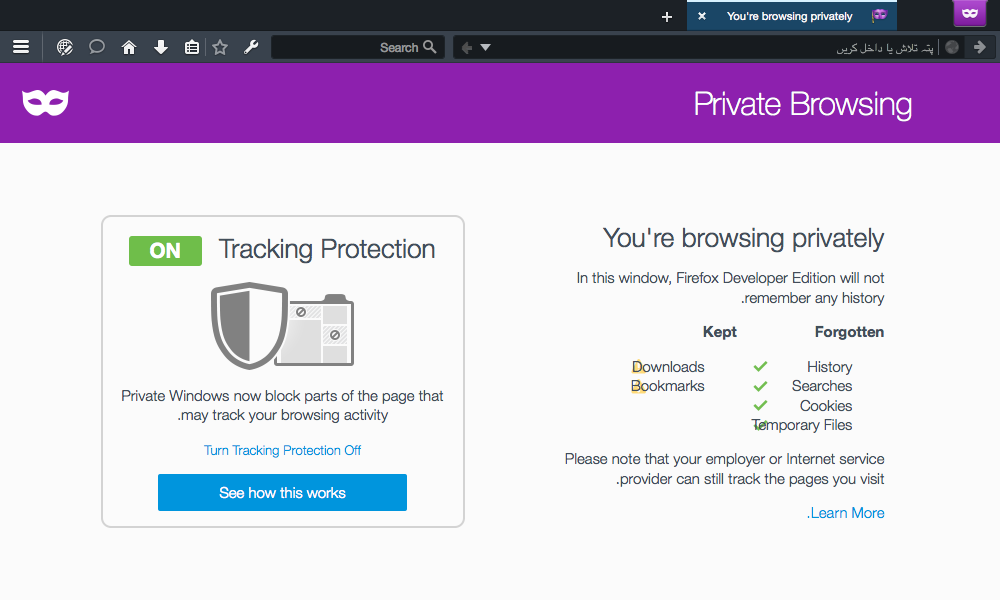 You're browsing privately
Search
پتہ تلاش یا داخل کریں
Private Browsing
ON
Tracking Protection
Private Windows now block parts of the page that
.may track your browsing activity
Turn Tracking Protection Off
See how this works
You're browsing privately
In this window, Firefox Developer Edition will not
.remember any history
Kept
Forgotten
Downloads
History
Bookmarks
Searches
Cookies
Temporary Files
Please note that your employer or Internet service
.provider can still track the pages you visit
.Learn More